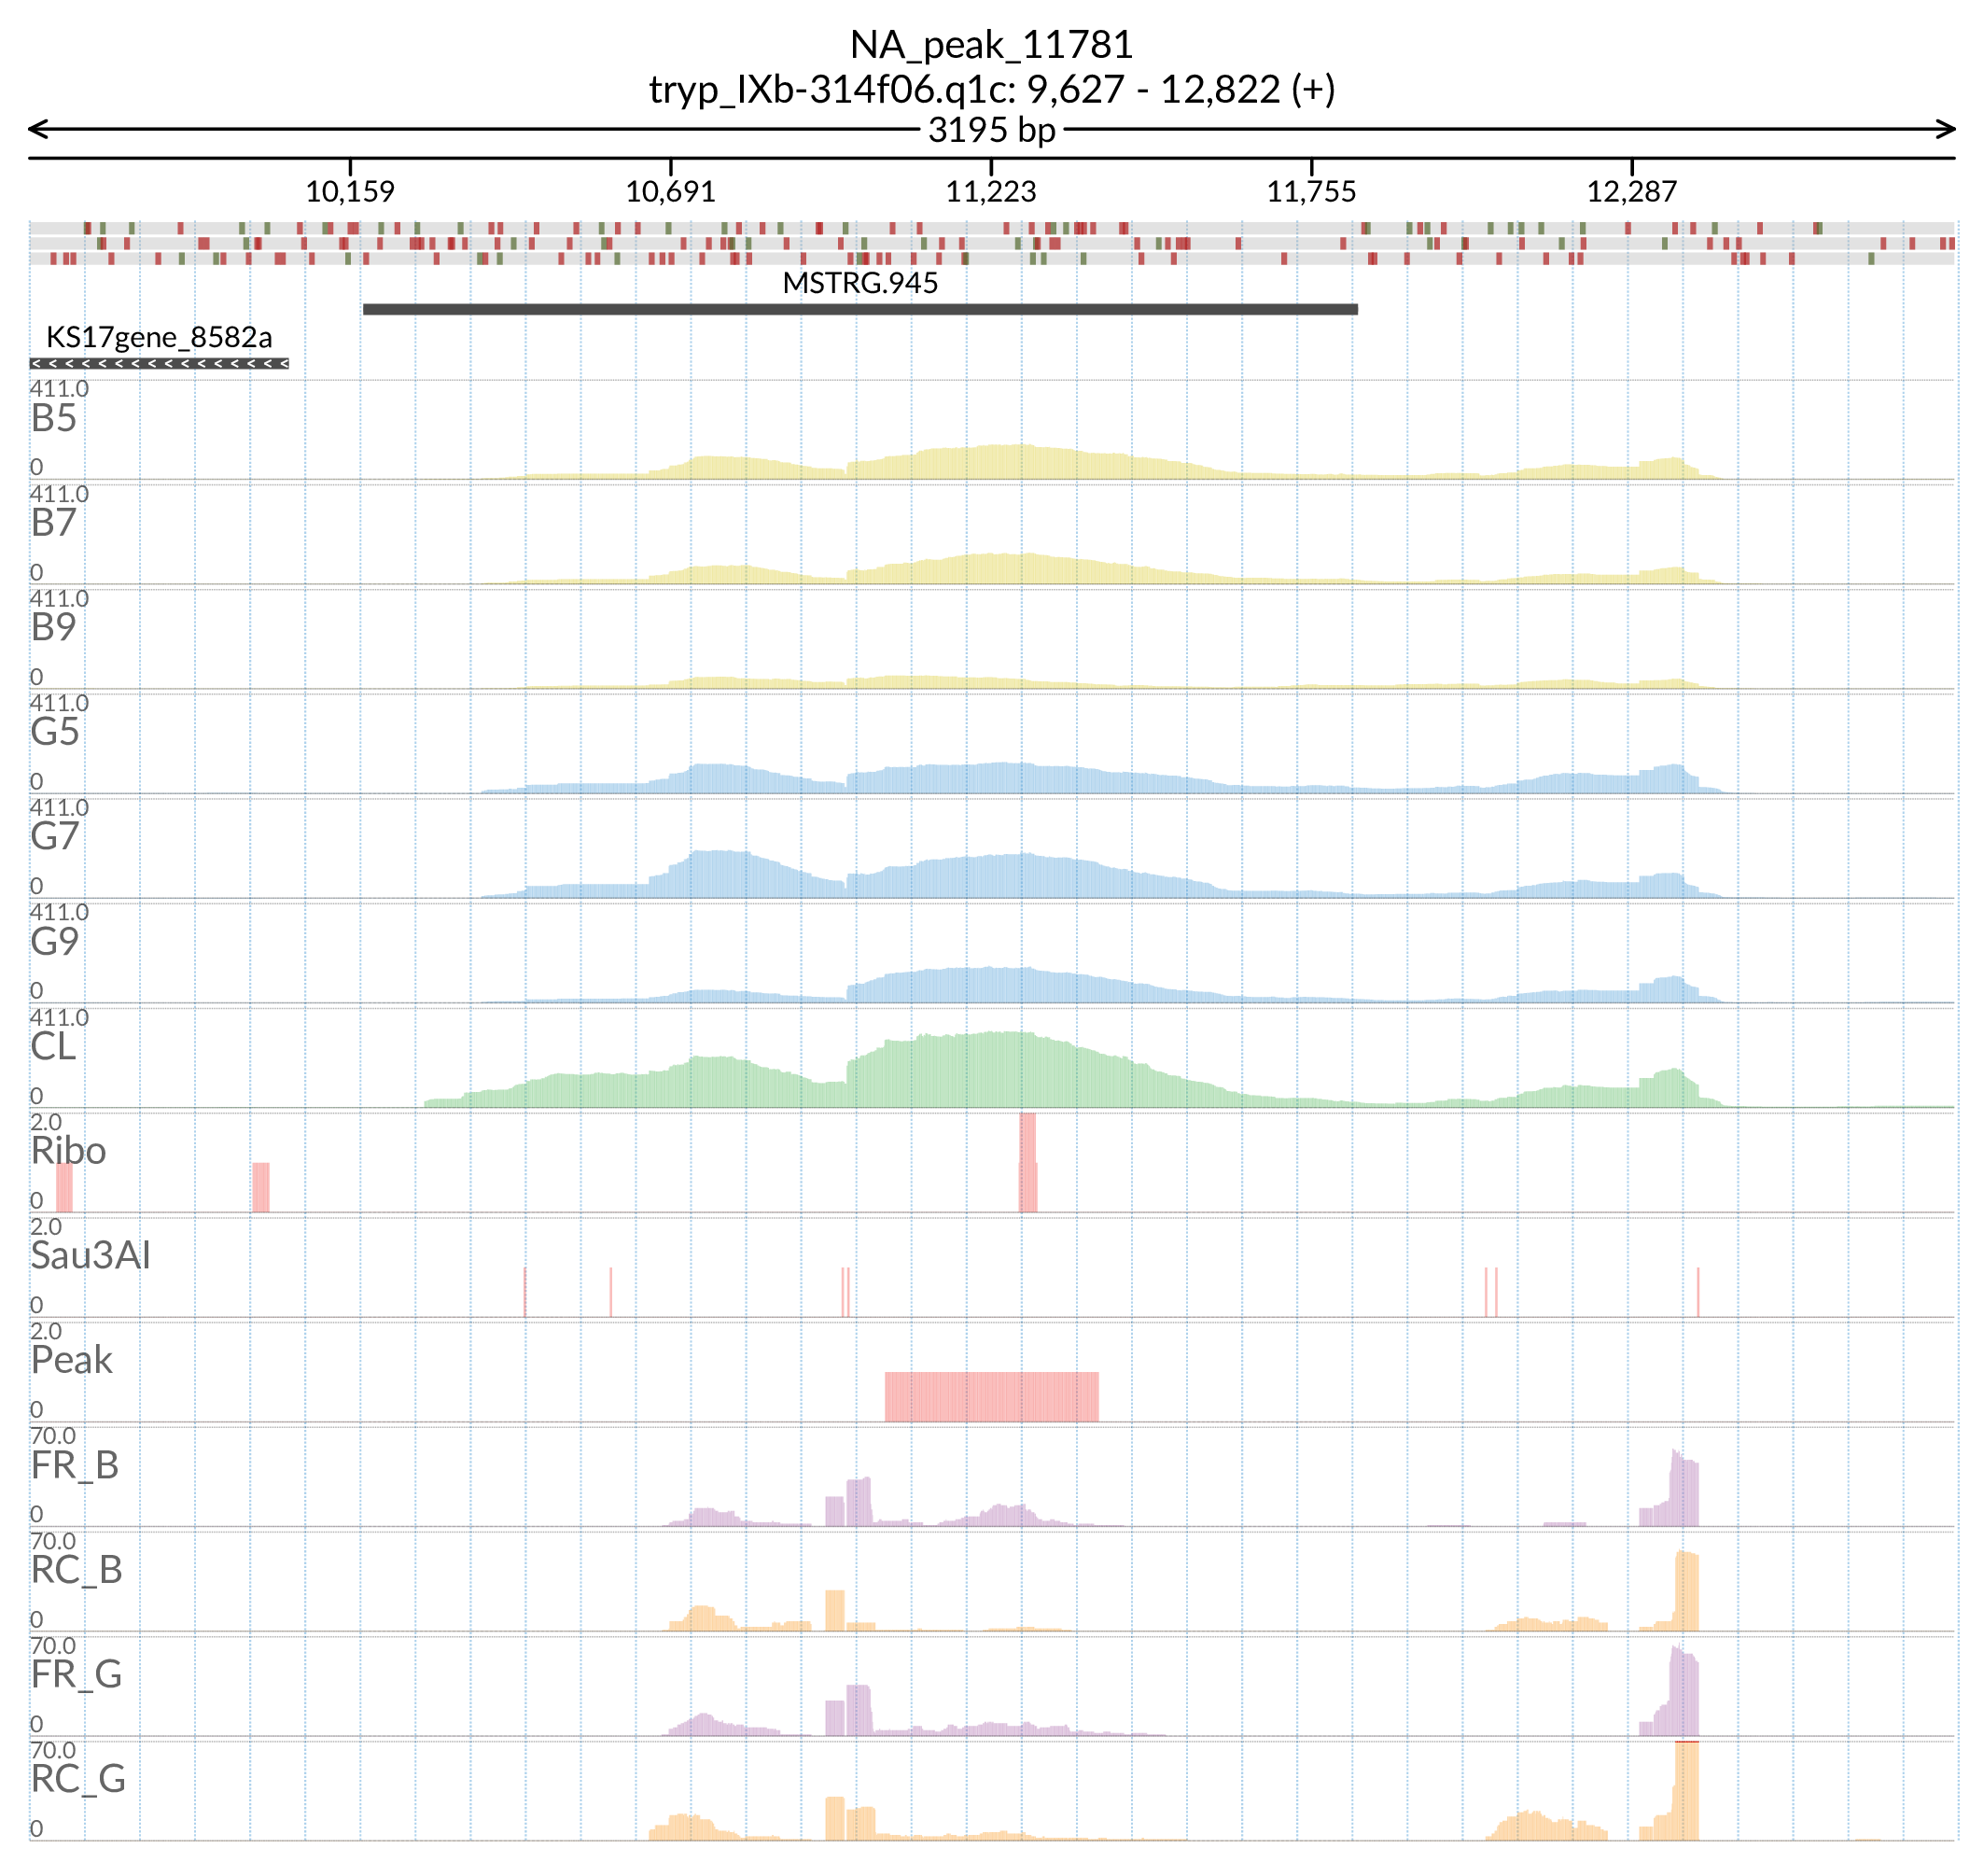 NA_peak_11781
tryp_IXb-314f06.q1c: 9,627 - 12,822 (+)
3195 bp
10,159 10,691 11,223 11,755 12,287
MSTRG.945
KS17gene_8582a
411.0
B5
0
411.0
B7
0
411.0
B9
0
411.0
G5
0
411.0
G7
0
411.0
G9
0
411.0
CL
0
2.0
Ribo
0
2.0
Sau3AI
0
2.0
Peak
0
70.0
FR_B
0
70.0
RC_B
0
70.0
FR_G
0
70.0
RC_G
0